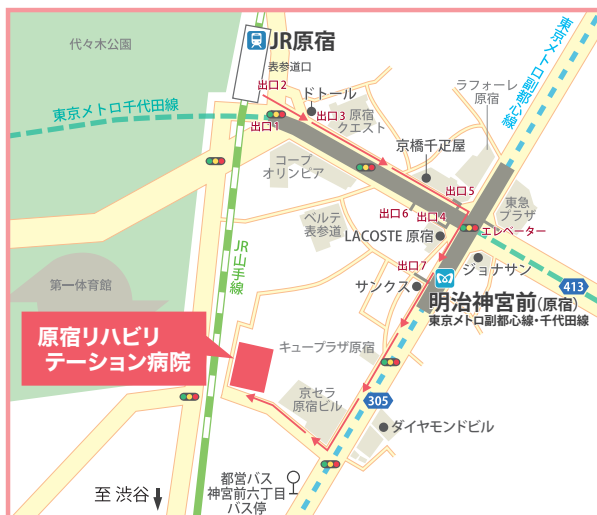 代々木公園
JR原宿
表参道口
出口2
ドトール
ラフォーレ
原宿
東京メトロ副都心線
東京メトロ千代田線
出口1
出口3
原宿
クエスト
京橋千疋屋
コープ
オリンピア
出口5
出口6
出口4
東急
プラザ
ベルテ
表参道
LACOSTE 原宿
エレベーター
JR山手線
出口7
ジョナサン
サンクス
413
第一体育館
明治神宮前(原宿)
東京メトロ副都心線・千代田線
原宿リハビリ
テーション病院
キュープラザ原宿
京セラ
原宿ビル
305
ダイヤモンドビル
都営バス
神宮前六丁目
バス停
至 渋谷